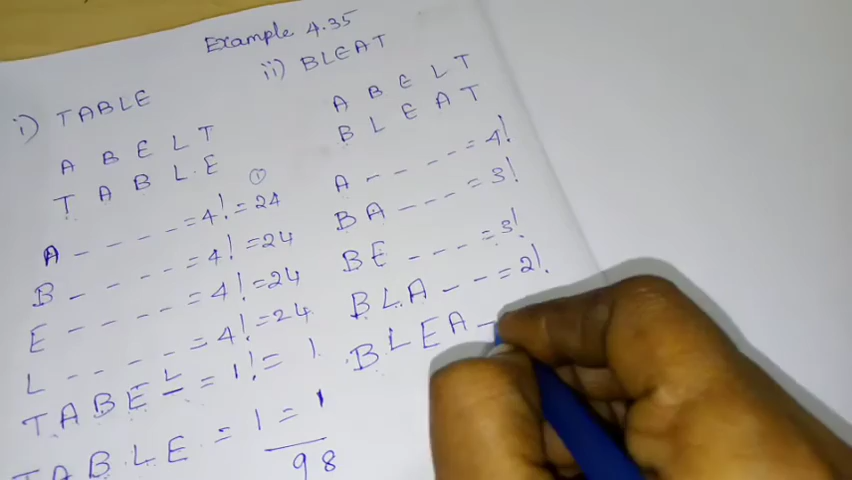 Example 4.35
i) TABLE
A B E L T
T A B L E
①
A - - - - = 4! = 24
B - - - - = 4! = 24
E - - - - = 4! = 24
L - - - - = 4! = 24
T A B E L = 1! = 1
T A B L E = 1 = 1
98
ii) BLEAT
A B E L T
B L E A T
A - - - - = 4!
B A - - - = 3!
B E - - - = 3!
B L A - - = 2!
B L E A -